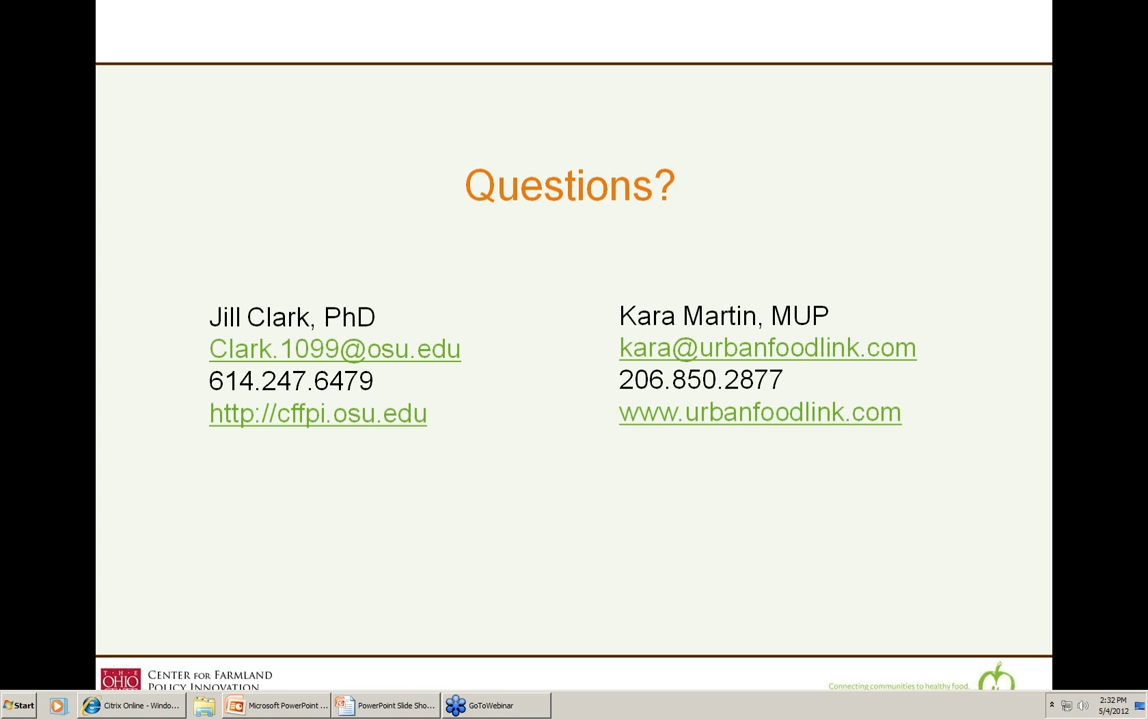 Questions?
Jill Clark, PhD
Clark.1099@osu.edu
614.247.6479
http://cffpi.osu.edu
Kara Martin, MUP
kara@urbanfoodlink.com
206.850.2877
www.urbanfoodlink.com
T · H · E
OHIO
CENTER FOR FARMLAND
POLICY INNOVATION
Connecting communities to healthy food.
Start
Citrix Online - Windo...
Microsoft PowerPoint ...
PowerPoint Slide Sho...
GoToWebinar
2:32 PM
5/4/2012